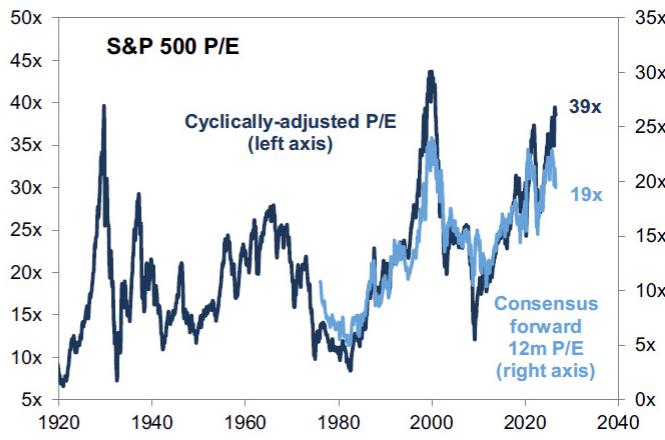 S&P 500 P/E
Cyclically-adjusted P/E
(left axis)
39x
19x
Consensus
forward
12m P/E
(right axis)
50x
45x
40x
35x
30x
25x
20x
15x
10x
5x
35x
30x
25x
20x
15x
10x
5x
0x
1920 1940 1960 1980 2000 2020 2040